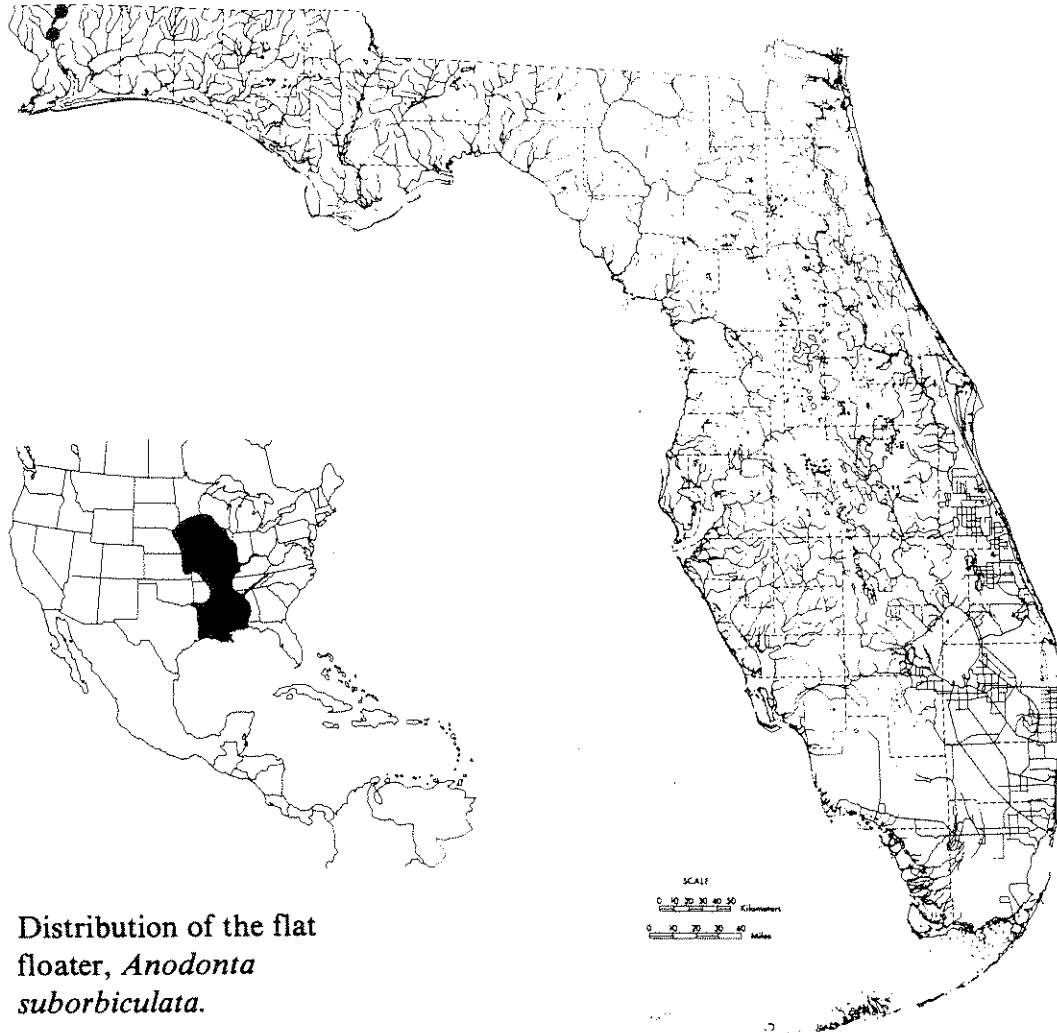 SCALE
0 10 20 30 40 50 Kilometers
0 10 20 30 40 Miles
Distribution of the flat
floater, Anodonta
suborbiculata.